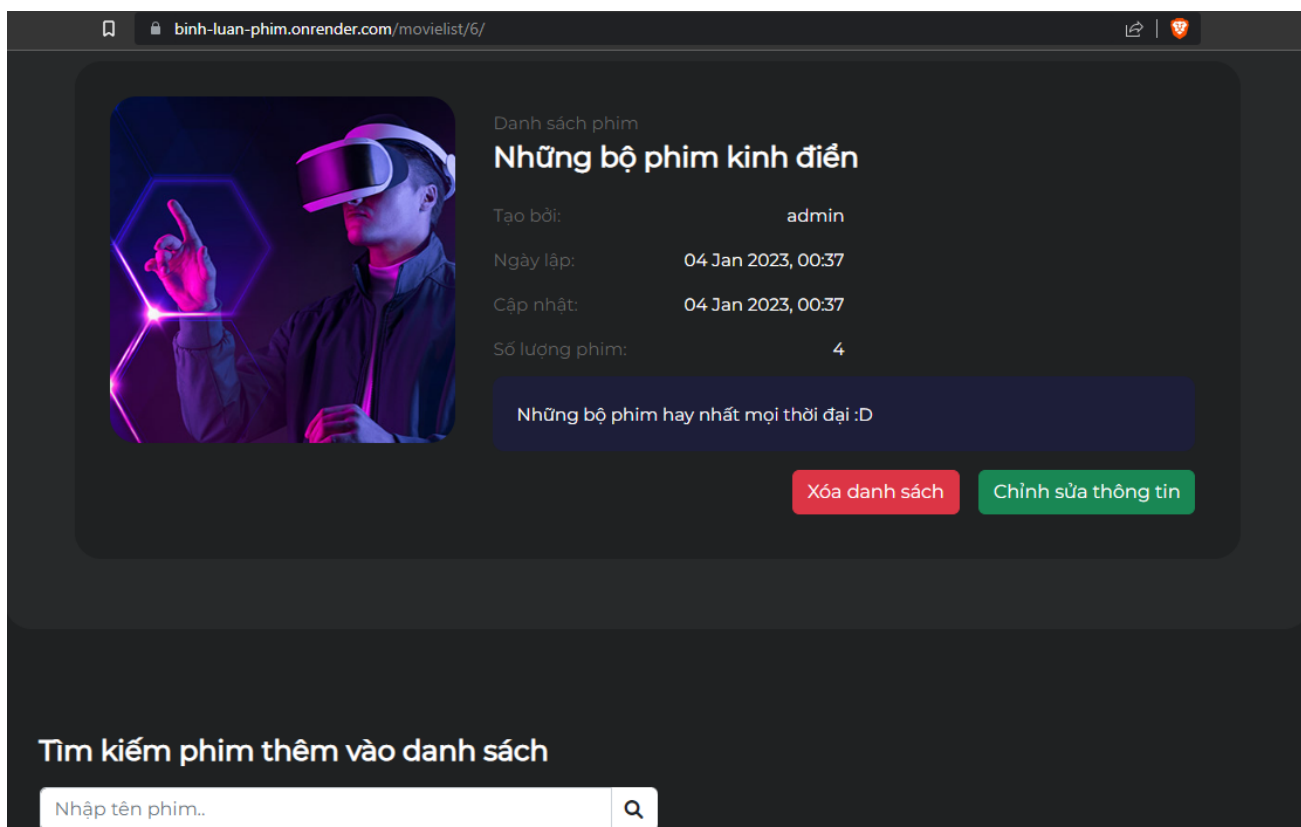 binh-luan-phim.onrender.com/movielist/6/
Danh sách phim
Những bộ phim kinh điển
Tạo bởi: admin
Ngày lập: 04 Jan 2023, 00:37
Cập nhật: 04 Jan 2023, 00:37
Số lượng phim: 4
Những bộ phim hay nhất mọi thời đại :D
Xóa danh sách Chỉnh sửa thông tin
Tìm kiếm phim thêm vào danh sách
Nhập tên phim..